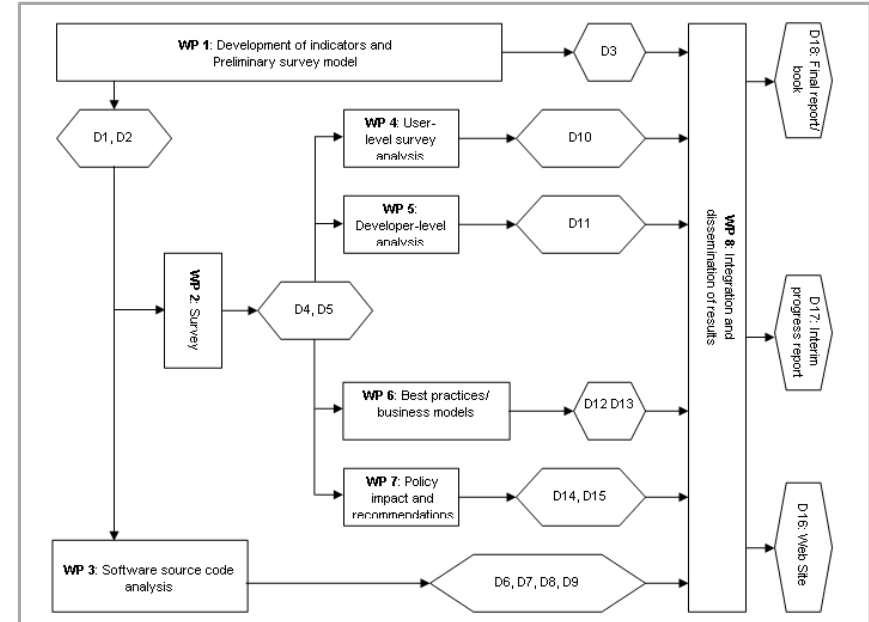 WP 1: Development of indicators and
Preliminary survey model
D3
D18: Final report/
book
D1, D2
WP 4: User-
level survey
analysis
D10
WP 5:
Developer-level
analysis
D11
WP 2: Survey
D4, D5
WP 8: Integration and
dissemination of results
D17: Interim
progress report
WP 6: Best practices/
business models
D12 D13
WP 7: Policy
impact and
recommendations
D14, D15
D16: Web Site
WP 3: Software source code
analysis
D6, D7, D8, D9